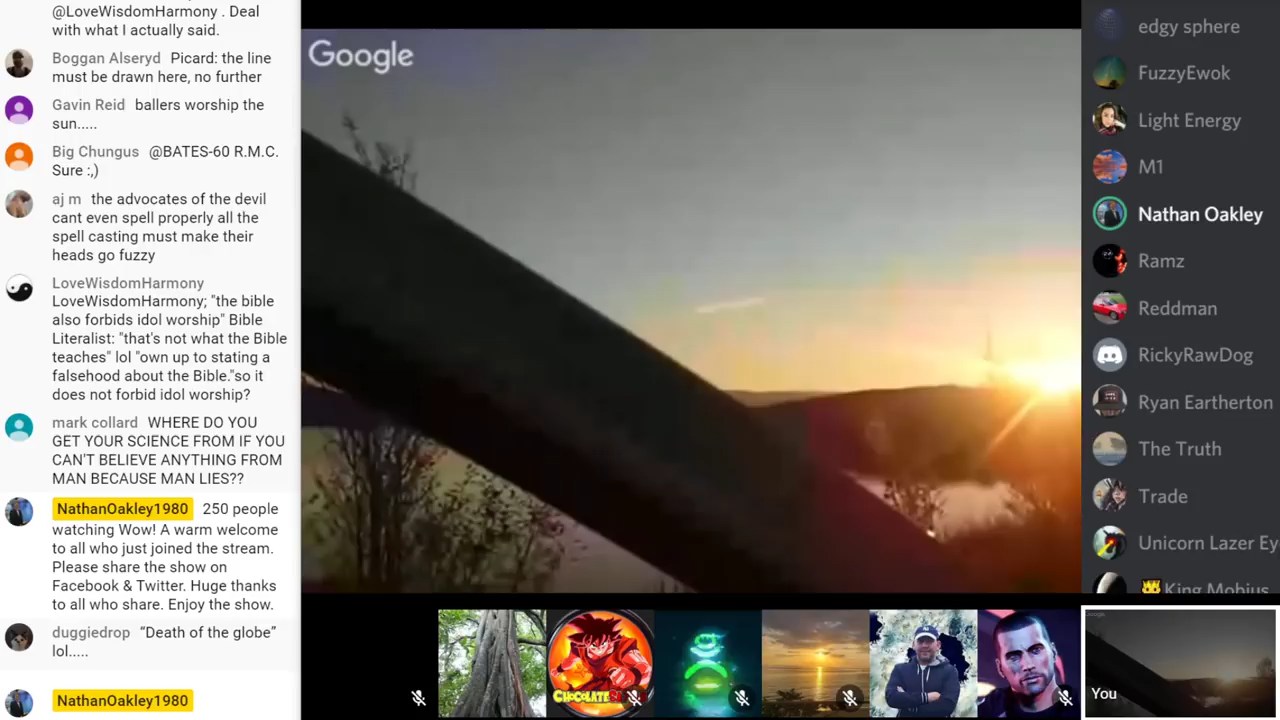 @LoveWisdomHarmony . Deal
with what I actually said.
Boggan Alseryd Picard: the line
must be drawn here, no further
Gavin Reid ballers worship the
sun.....
Big Chungus @BATES-60 R.M.C.
Sure :,)
aj m the advocates of the devil
cant even spell properly all the
spell casting must make their
heads go fuzzy
LoveWisdomHarmony
LoveWisdomHarmony; "the bible
also forbids idol worship" Bible
Literalist: "that's not what the Bible
teaches" lol "own up to stating a
falsehood about the Bible."so it
does not forbid idol worship?
mark collard WHERE DO YOU
GET YOUR SCIENCE FROM IF YOU
CAN'T BELIEVE ANYTHING FROM
MAN BECAUSE MAN LIES??
NathanOakley1980 250 people
watching Wow! A warm welcome
to all who just joined the stream.
Please share the show on
Facebook & Twitter. Huge thanks
to all who share. Enjoy the show.
duggiedrop “Death of the globe”
lol.....
NathanOakley1980
Google
edgy sphere
FuzzyEwok
Light Energy
M1
Nathan Oakley
Ramz
Reddman
RickyRawDog
Ryan Eartherton
The Truth
Trade
Unicorn Lazer Ey
King Mobius
You